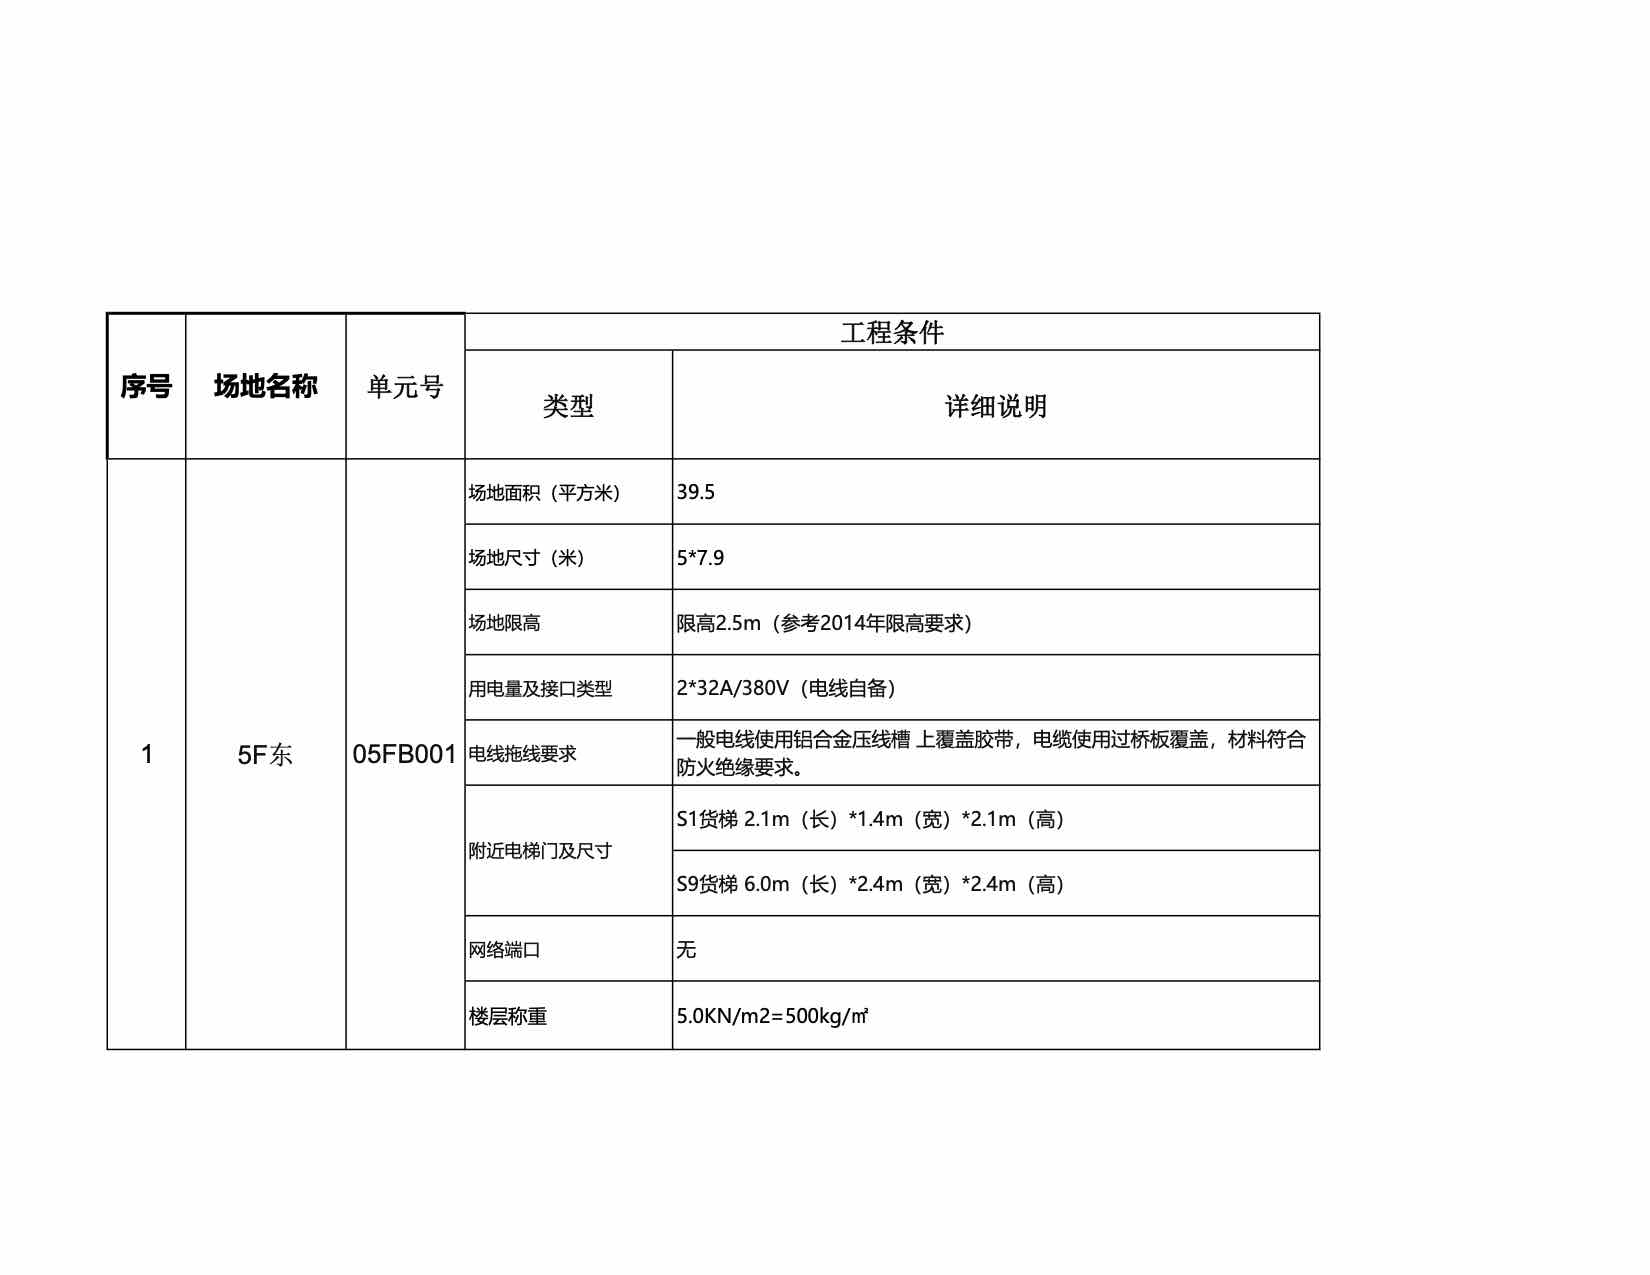 工程条件
序号
场地名称
单元号
类型
详细说明
1
5F东
05FB001
场地面积（平方米）
39.5
场地尺寸（米）
5*7.9
场地限高
限高2.5m（参考2014年限高要求）
用电量及接口类型
2*32A/380V（电线自备）
电线拖线要求
一般电线使用铝合金压线槽 上覆盖胶带，电缆使用过桥板覆盖，材料符合
防火绝缘要求。
附近电梯门及尺寸
S1货梯 2.1m（长）*1.4m（宽）*2.1m（高）
S9货梯 6.0m（长）*2.4m（宽）*2.4m（高）
网络端口
无
楼层称重
5.0KN/m2=500kg/㎡